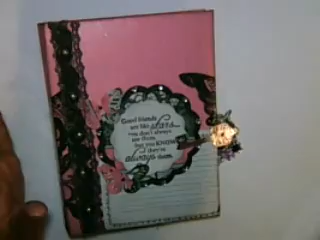 Good friends
are like stars
you don't always
see them,
but you KNOW
they're
always there.